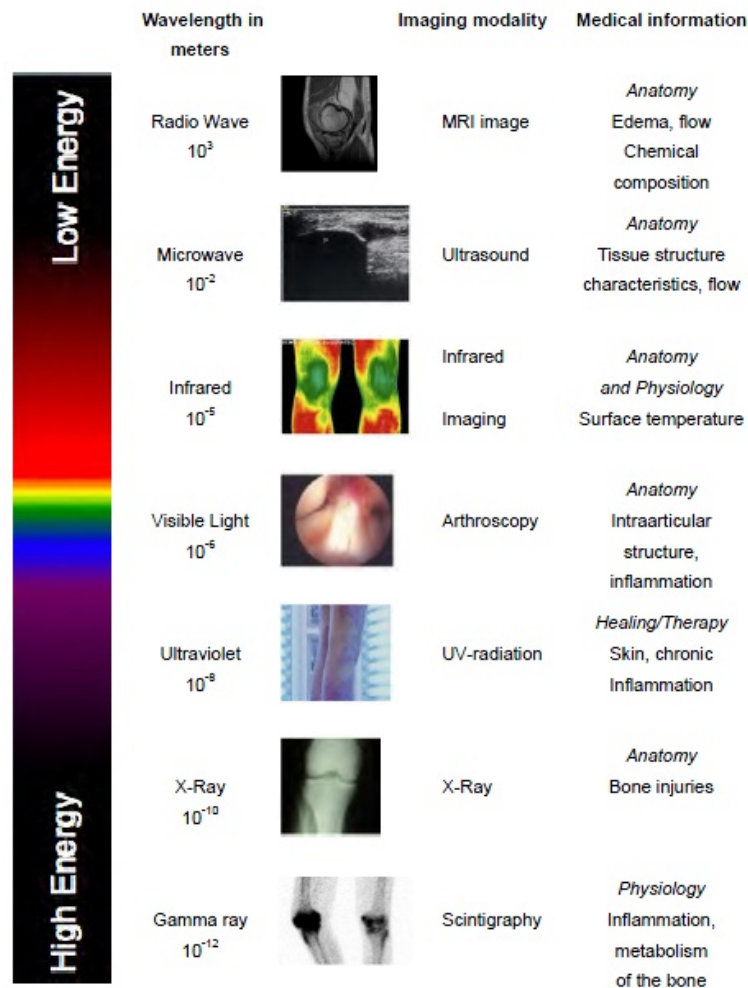 Wavelength in Imaging modality Medical information
meters
Low Energy
Anatomy
Radio Wave MRI image Edema, flow
10³ Chemical
composition
Anatomy
Microwave Ultrasound Tissue structure
10⁻² characteristics, flow
Infrared Anatomy
Infrared and Physiology
10⁻⁵ Imaging Surface temperature
Anatomy
Visible Light Arthroscopy Intraarticular
10⁻⁶ structure,
inflammation
Healing/Therapy
Ultraviolet UV-radiation Skin, chronic
10⁻⁸ Inflammation
Anatomy
X-Ray X-Ray Bone injuries
10⁻¹⁰
High Energy
Physiology
Gamma ray Scintigraphy Inflammation,
10⁻¹² metabolism
of the bone